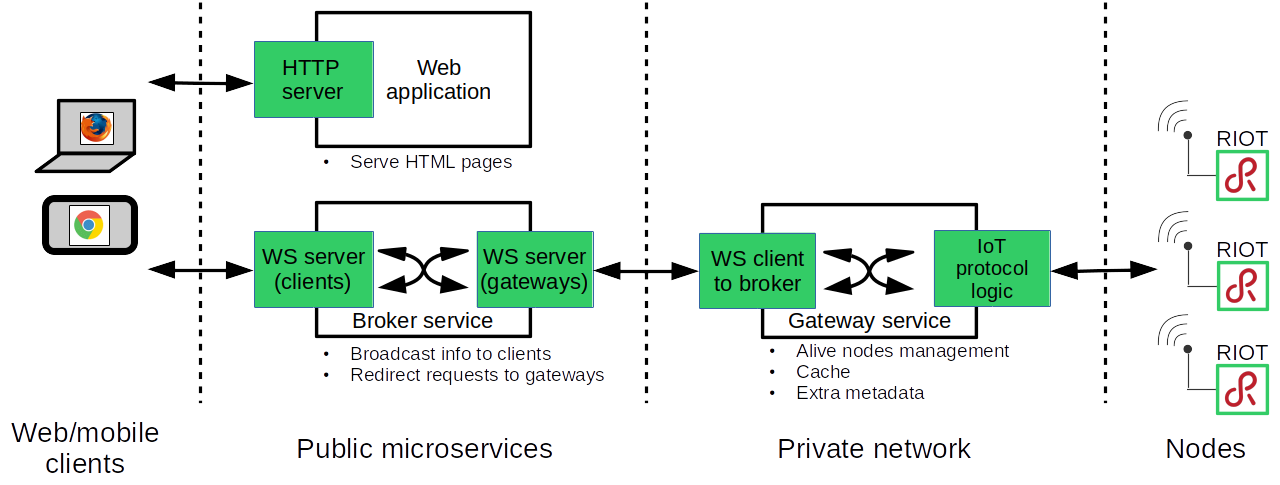 HTTP
server
Web
application
• Serve HTML pages
WS server
(clients)
WS server
(gateways)
Broker service
• Broadcast info to clients
• Redirect requests to gateways
WS client
to broker
IoT
protocol
logic
Gateway service
• Alive nodes management
• Cache
• Extra metadata
RIOT
RIOT
RIOT
Web/mobile
clients
Public microservices
Private network
Nodes